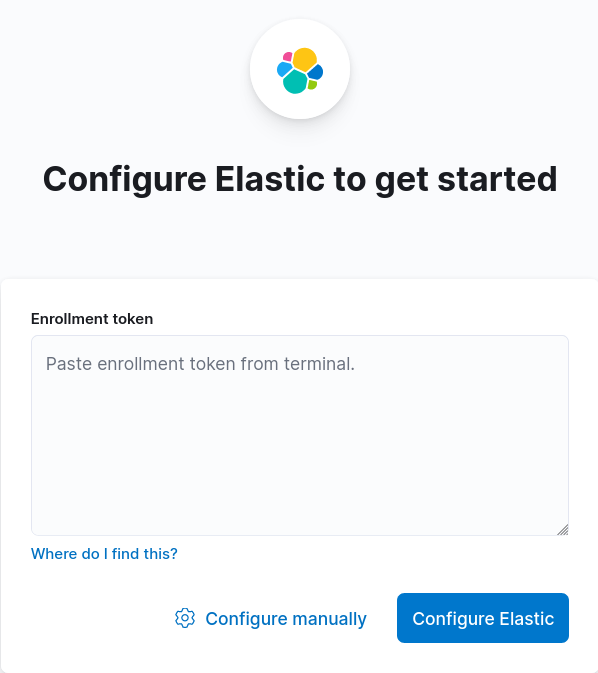 Configure Elastic to get started
Enrollment token
Paste enrollment token from terminal.
Where do I find this?
Configure manually
Configure Elastic